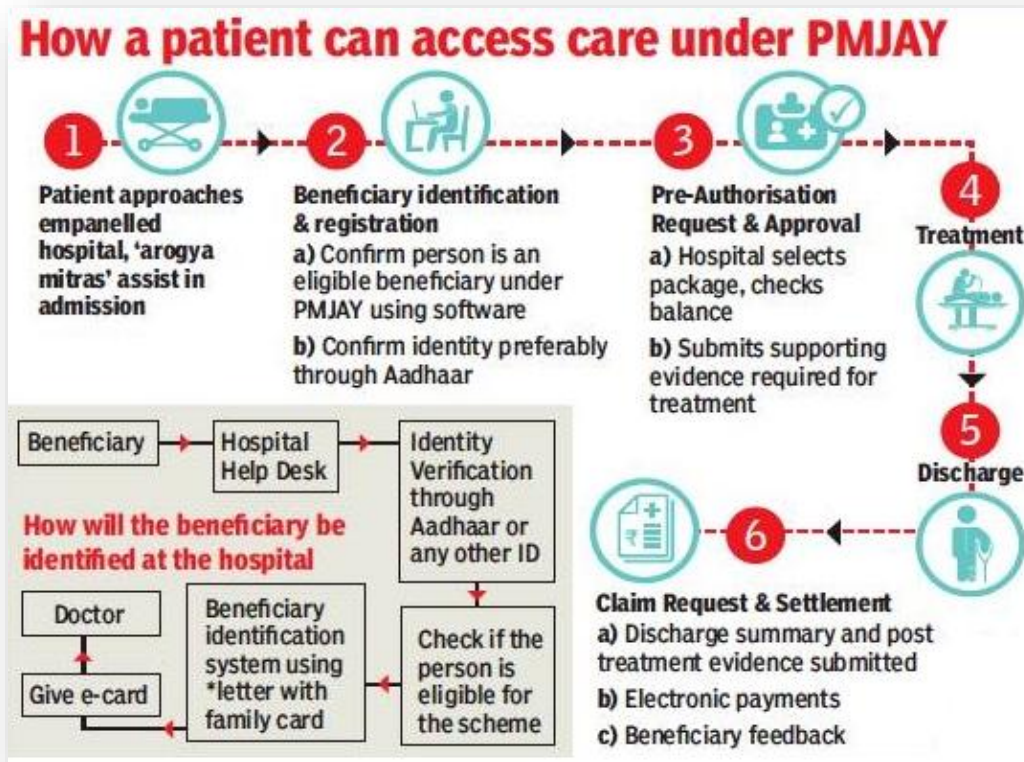 How a patient can access care under PMJAY
1
Patient approaches
empanelled
hospital, ‘arogya
mitras’ assist in
admission
2
Beneficiary identification
& registration
a) Confirm person is an
eligible beneficiary under
PMJAY using software
b) Confirm identity preferably
through Aadhaar
3
Pre-Authorisation
Request & Approval
a) Hospital selects
package, checks
balance
b) Submits supporting
evidence required for
treatment
4
Treatment
5
Discharge
6
₹
Claim Request & Settlement
a) Discharge summary and post
treatment evidence submitted
b) Electronic payments
c) Beneficiary feedback
How will the beneficiary be
identified at the hospital
Beneficiary
Hospital
Help Desk
Identity
Verification
through
Aadhaar or
any other ID
Check if the
person is
eligible for
the scheme
Beneficiary
identification
system using
*letter with
family card
Give e-card
Doctor